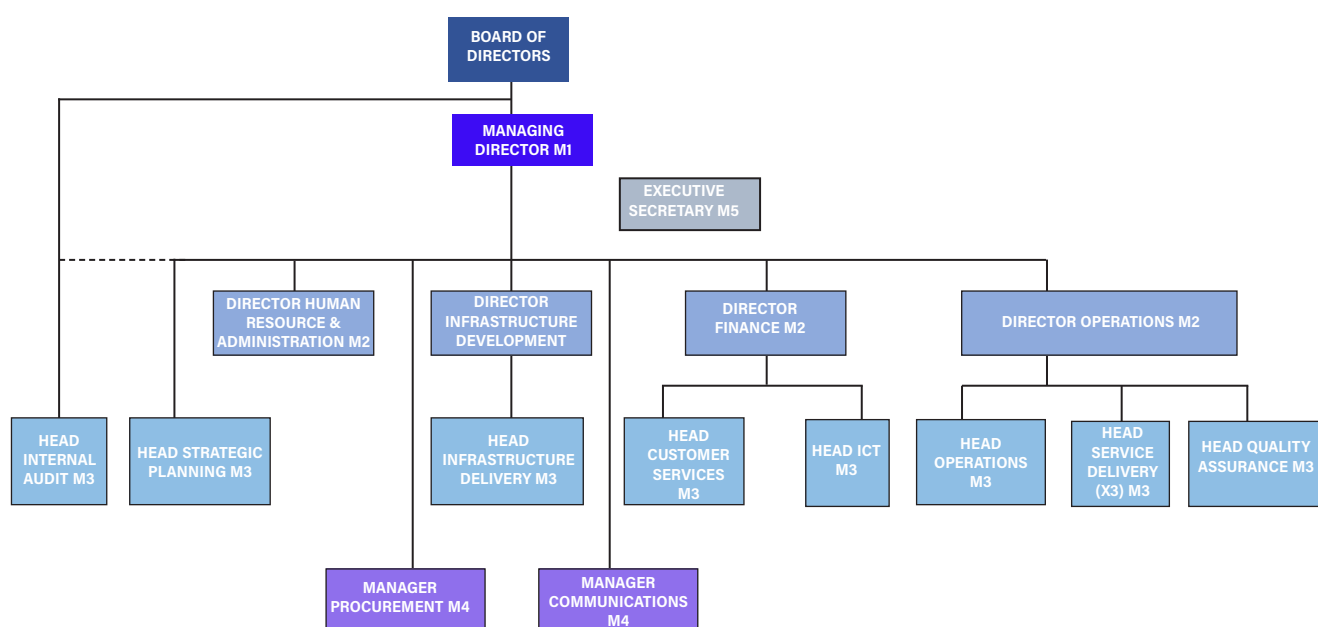 BOARD OF
DIRECTORS
MANAGING
DIRECTOR M1
EXECUTIVE
SECRETARY M5
DIRECTOR HUMAN
RESOURCE &
ADMINISTRATION M2
DIRECTOR
INFRASTRUCTURE
DEVELOPMENT
DIRECTOR
FINANCE M2
DIRECTOR OPERATIONS M2
HEAD
INTERNAL
AUDIT M3
HEAD STRATEGIC
PLANNING M3
HEAD
INFRASTRUCTURE
DELIVERY M3
HEAD
CUSTOMER
SERVICES
M3
HEAD ICT
M3
HEAD
OPERATIONS
M3
HEAD
SERVICE
DELIVERY
(X3) M3
HEAD QUALITY
ASSURANCE M3
MANAGER
PROCUREMENT M4
MANAGER
COMMUNICATIONS
M4